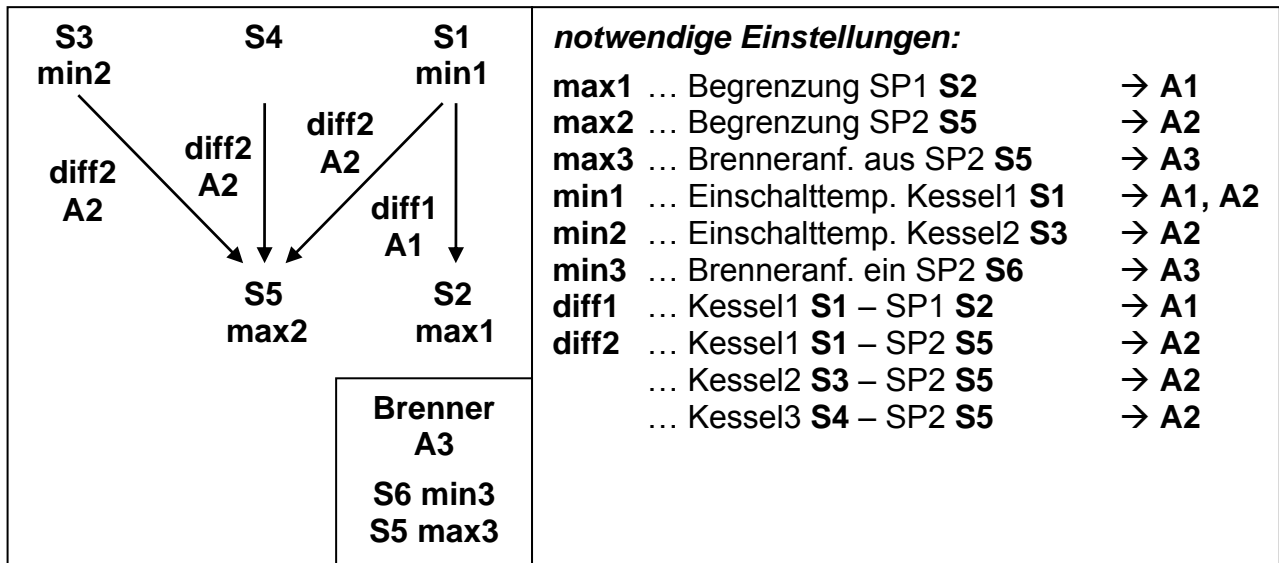 S3 S4 S1
min2 min1
diff2
A2
diff2
A2
diff2
A2
diff1
A1
S5 S2
max2 max1
Brenner
A3
S6 min3
S5 max3
notwendige Einstellungen:
max1 … Begrenzung SP1 S2 → A1
max2 … Begrenzung SP2 S5 → A2
max3 … Brenneranf. aus SP2 S5 → A3
min1 … Einschalttemp. Kessel1 S1 → A1, A2
min2 … Einschalttemp. Kessel2 S3 → A2
min3 … Brenneranf. ein SP2 S6 → A3
diff1 … Kessel1 S1 – SP1 S2 → A1
diff2 … Kessel1 S1 – SP2 S5 → A2
… Kessel2 S3 – SP2 S5 → A2
… Kessel3 S4 – SP2 S5 → A2